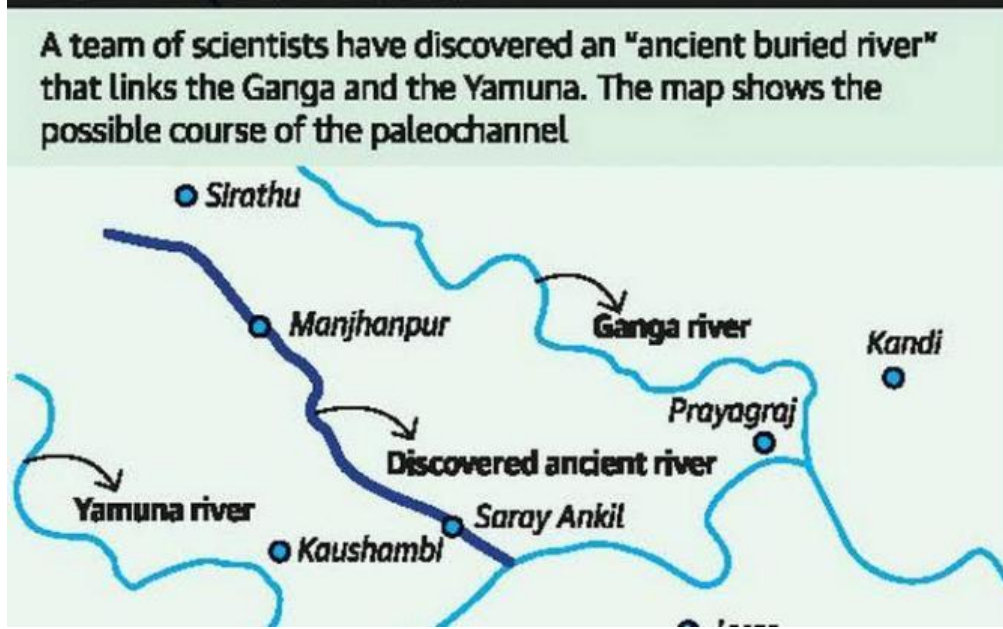 A team of scientists have discovered an "ancient buried river"
that links the Ganga and the Yamuna. The map shows the
possible course of the paleochannel
Sirathu
Manjhanpur
Ganga river
Kandi
Prayagraj
Discovered ancient river
Yamuna river
Saray Ankil
Kaushambi